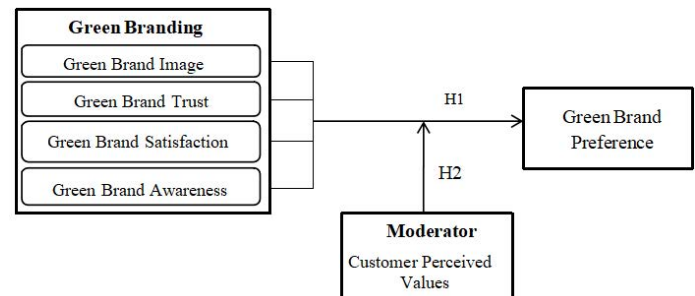 Green Branding
Green Brand Image
Green Brand Trust
Green Brand Satisfaction
Green Brand Awareness
H1
Green Brand
Preference
H2
Moderator
Customer Perceived
Values